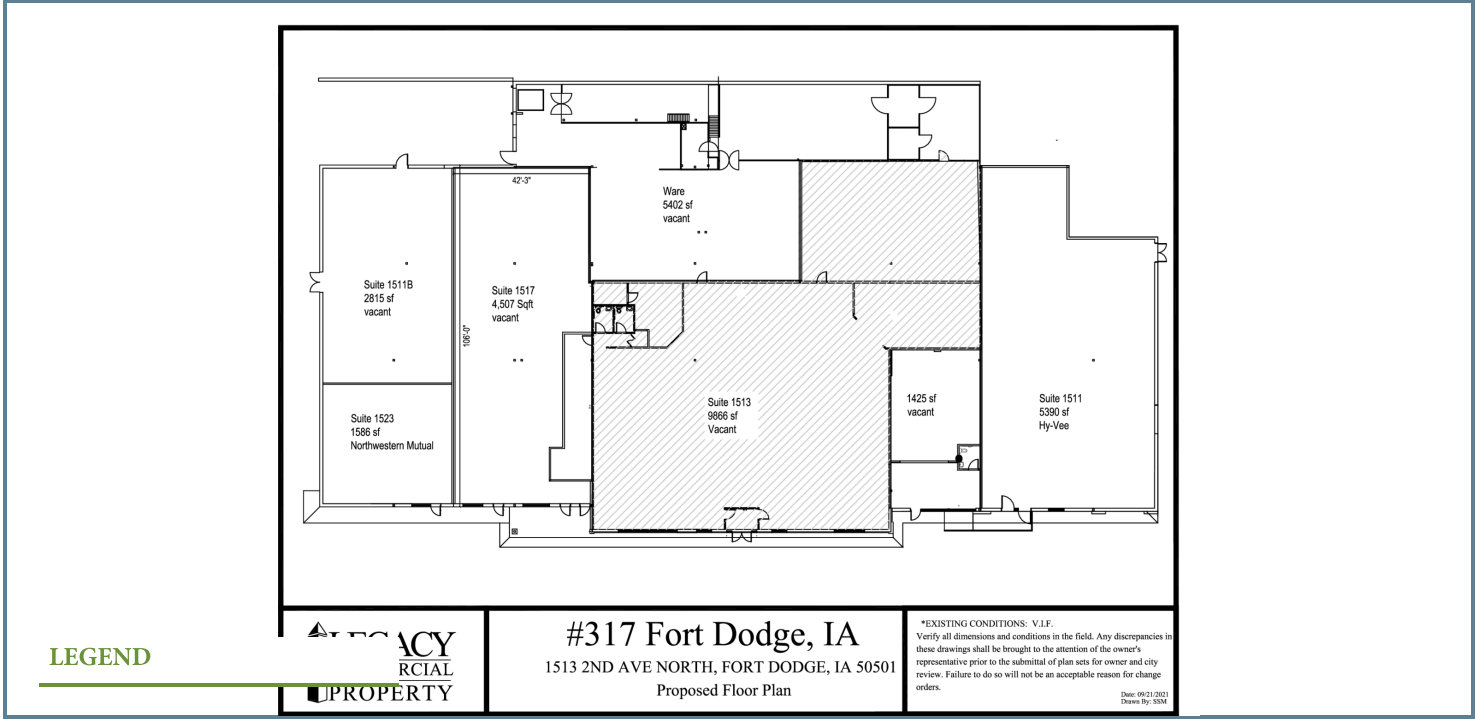 42'-3"
Ware
5402 sf
vacant
Suite 1511B
2815 sf
vacant
Suite 1517
4,507 Sqft
vacant
106'-0"
Suite 1523
1586 sf
Northwestern Mutual
Suite 1513
9866 sf
Vacant
1425 sf
vacant
Suite 1511
5390 sf
Hy-Vee
LEGEND
PROPERTY
#317 Fort Dodge, IA
1513 2ND AVE NORTH, FORT DODGE, IA 50501
Proposed Floor Plan
*EXISTING CONDITIONS: V.I.F.
Verify all dimensions and conditions in the field. Any discrepancies in
these drawings shall be brought to the attention of the owner's
representative prior to the submittal of plan sets for owner and city
review. Failure to do so will not be an acceptable reason for change
orders.
Date: 09/21/2021
Drawn By: SSM